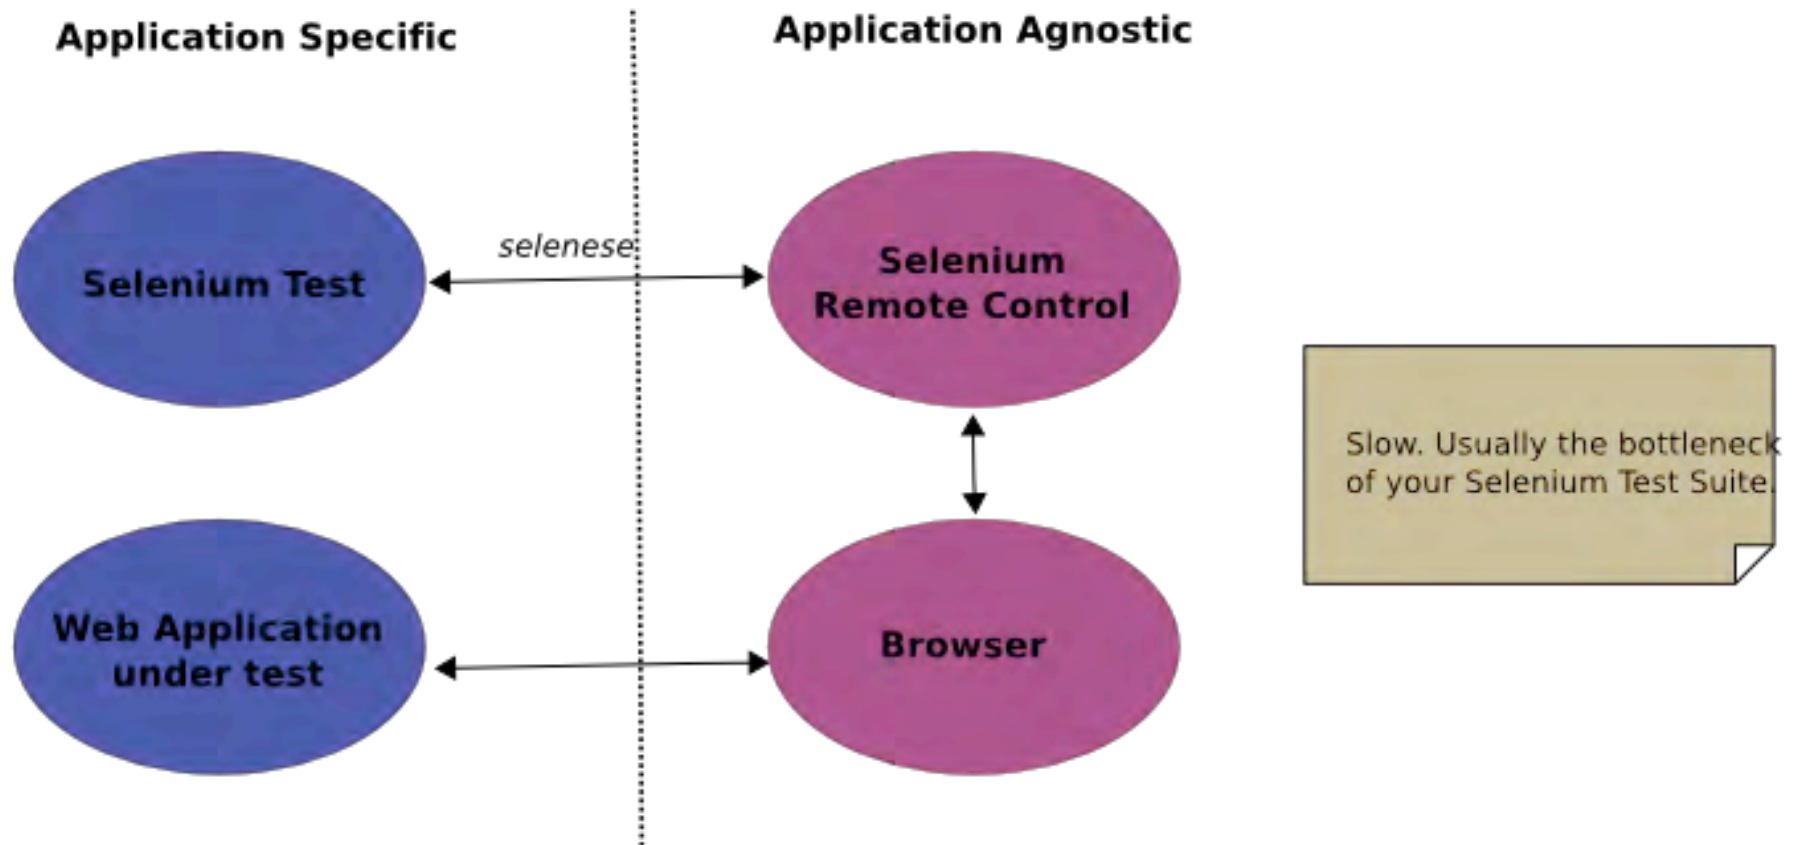 Application Specific
Application Agnostic
selenese
Selenium Test
Selenium
Remote Control
Slow. Usually the bottleneck
of your Selenium Test Suite.
Web Application
under test
Browser